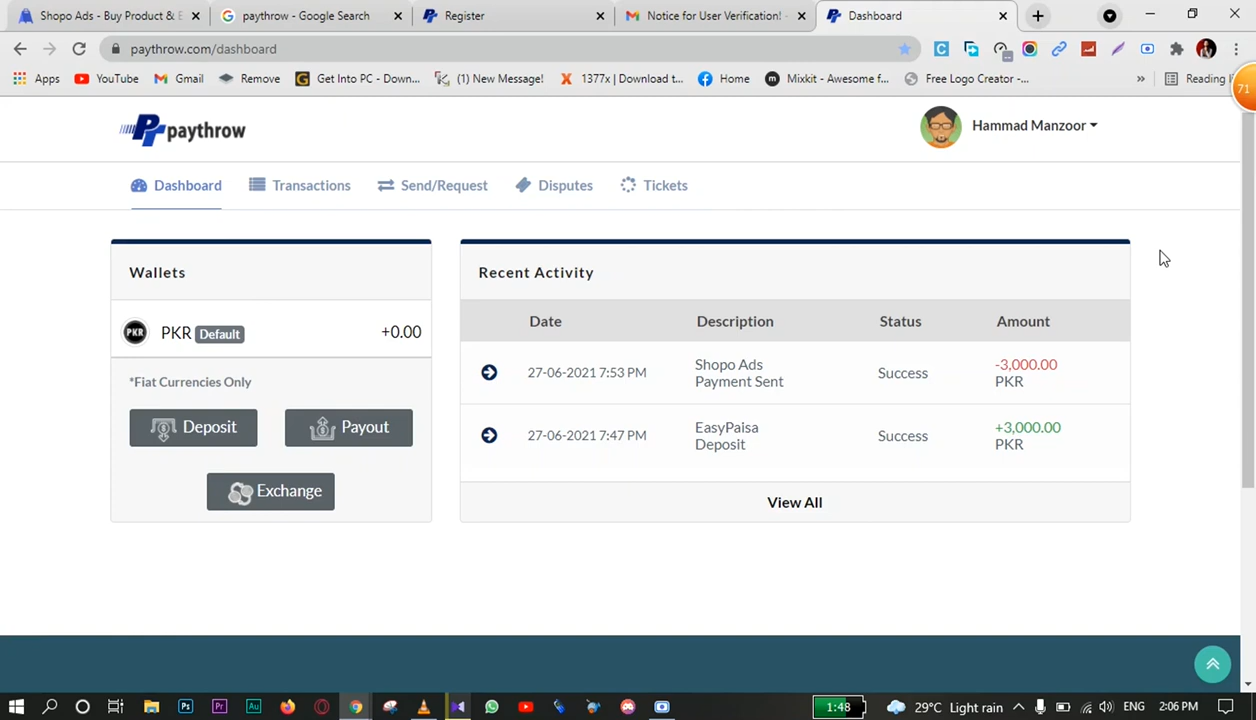 Shopo Ads - Buy Product & E
paythrow - Google Search
Register
Notice for User Verification! -
Dashboard
paythrow.com/dashboard
Apps
YouTube
Gmail
Remove
Get Into PC - Down...
(1) New Message!
1377x | Download t...
Home
Mixkit - Awesome f...
Free Logo Creator -...
»
Reading
71
paythrow
Hammad Manzoor
Dashboard
Transactions
Send/Request
Disputes
Tickets
Wallets
PKR
PKR Default
+0.00
*Fiat Currencies Only
Deposit
Payout
Exchange
Recent Activity
Date
Description
Status
Amount
27-06-2021 7:53 PM
Shopo Ads
Payment Sent
Success
-3,000.00
PKR
27-06-2021 7:47 PM
EasyPaisa
Deposit
Success
+3,000.00
PKR
View All
Ps
Pr
Au
1:48
29°C Light rain
ENG
2:06 PM